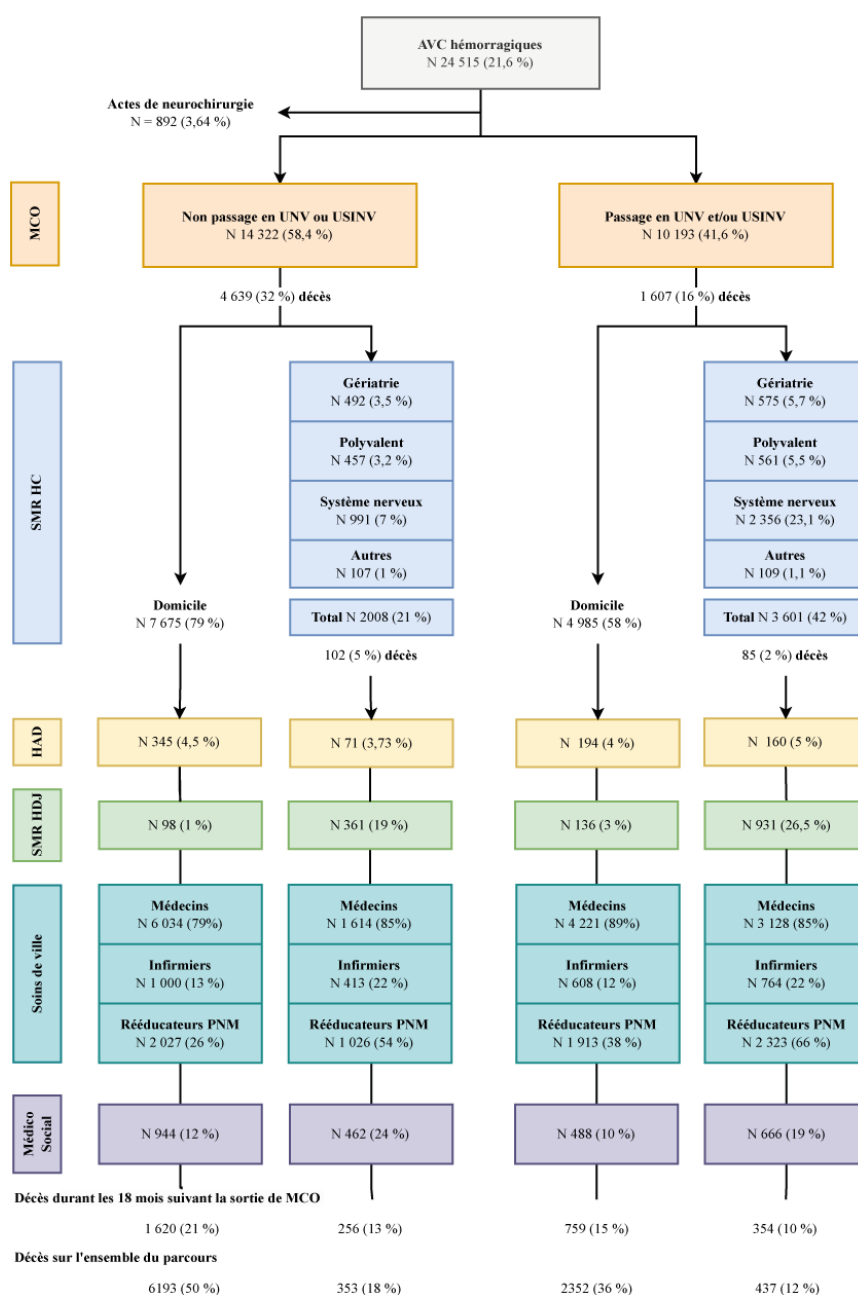 AVC hémorragiques
N 24 515 (21,6 %)
Actes de neurochirurgie
N = 892 (3,64 %)
MCO
Non passage en UNV ou USINV
N 14 322 (58,4 %)
Passage en UNV et/ou USINV
N 10 193 (41,6 %)
4 639 (32 %) décès
1 607 (16 %) décès
SMR HC
Gériatrie
N 492 (3,5 %)
Polyvalent
N 457 (3,2 %)
Système nerveux
N 991 (7 %)
Autres
N 107 (1 %)
Gériatrie
N 575 (5,7 %)
Polyvalent
N 561 (5,5 %)
Système nerveux
N 2 356 (23,1 %)
Autres
N 109 (1,1 %)
Domicile
N 7 675 (79 %)
Total N 2008 (21 %)
Domicile
N 4 985 (58 %)
Total N 3 601 (42 %)
102 (5 %) décès
85 (2 %) décès
HAD
N 345 (4,5 %)
N 71 (3,73 %)
N 194 (4 %)
N 160 (5 %)
SMR HDJ
N 98 (1 %)
N 361 (19 %)
N 136 (3 %)
N 931 (26,5 %)
Soins de ville
Médecins
N 6 034 (79%)
Infirmiers
N 1 000 (13 %)
Rééducateurs PNM
N 2 027 (26 %)
Médecins
N 1 614 (85%)
Infirmiers
N 413 (22 %)
Rééducateurs PNM
N 1 026 (54 %)
Médecins
N 4 221 (89%)
Infirmiers
N 608 (12 %)
Rééducateurs PNM
N 1 913 (38 %)
Médecins
N 3 128 (85%)
Infirmiers
N 764 (22 %)
Rééducateurs PNM
N 2 323 (66 %)
Médico
Social
N 944 (12 %)
N 462 (24 %)
N 488 (10 %)
N 666 (19 %)
Décès durant les 18 mois suivant la sortie de MCO
1 620 (21 %)
256 (13 %)
759 (15 %)
354 (10 %)
Décès sur l'ensemble du parcours
6193 (50 %)
353 (18 %)
2352 (36 %)
437 (12 %)